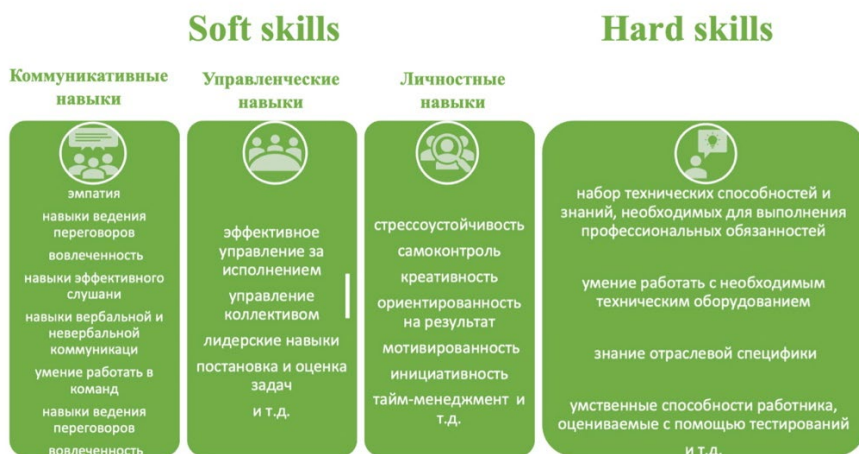 Soft skills
Hard skills
Коммуникативные
навыки
Управленческие
навыки
Личностные
навыки
эмпатия
навыки ведения
переговоров
вовлеченность
навыки эффективного
слушани
навыки вербальной и
невербальной
коммуникаци
умение работать в
команд
навыки ведения
переговоров
вовлеченность
эффективное
управление за
исполнением
управление
коллективом
лидерские навыки
постановка и оценка
задач
и т.д.
стрессоустойчивость
самоконтроль
креативность
ориентированность
на результат
мотивированность
инициативность
тайм-менеджмент и
т.д.
набор технических способностей и
знаний, необходимых для выполнения
профессиональных обязанностей
умение работать с необходимым
техническим оборудованием
знание отраслевой специфики
умственные способности работника,
оцениваемые с помощью тестирований
и т.д.